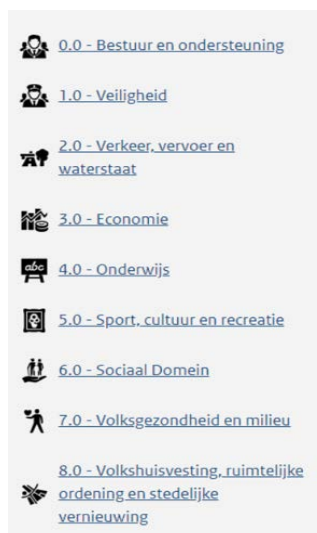 0.0 - Bestuur en ondersteuning
1.0 - Veiligheid
2.0 - Verkeer, vervoer en
waterstaat
3.0 - Economie
abc
4.0 - Onderwijs
5.0 - Sport, cultuur en recreatie
6.0 - Sociaal Domein
7.0 - Volksgezondheid en milieu
8.0 - Volkshuisvesting, ruimtelijke
ordening en stedelijke
vernieuwing